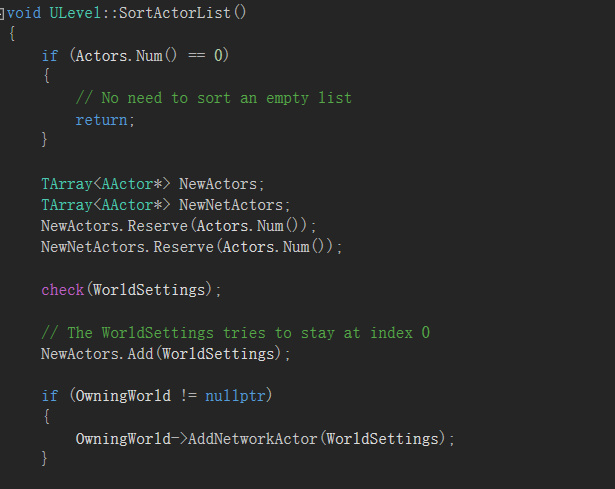 void ULevel::SortActorList()
{
    if (Actors.Num() == 0)
    {
        // No need to sort an empty list
        return;
    }

    TArray<AActor*> NewActors;
    TArray<AActor*> NewNetActors;
    NewActors.Reserve(Actors.Num());
    NewNetActors.Reserve(Actors.Num());

    check(WorldSettings);

    // The WorldSettings tries to stay at index 0
    NewActors.Add(WorldSettings);

    if (OwningWorld != nullptr)
    {
        OwningWorld->AddNetworkActor(WorldSettings);
    }